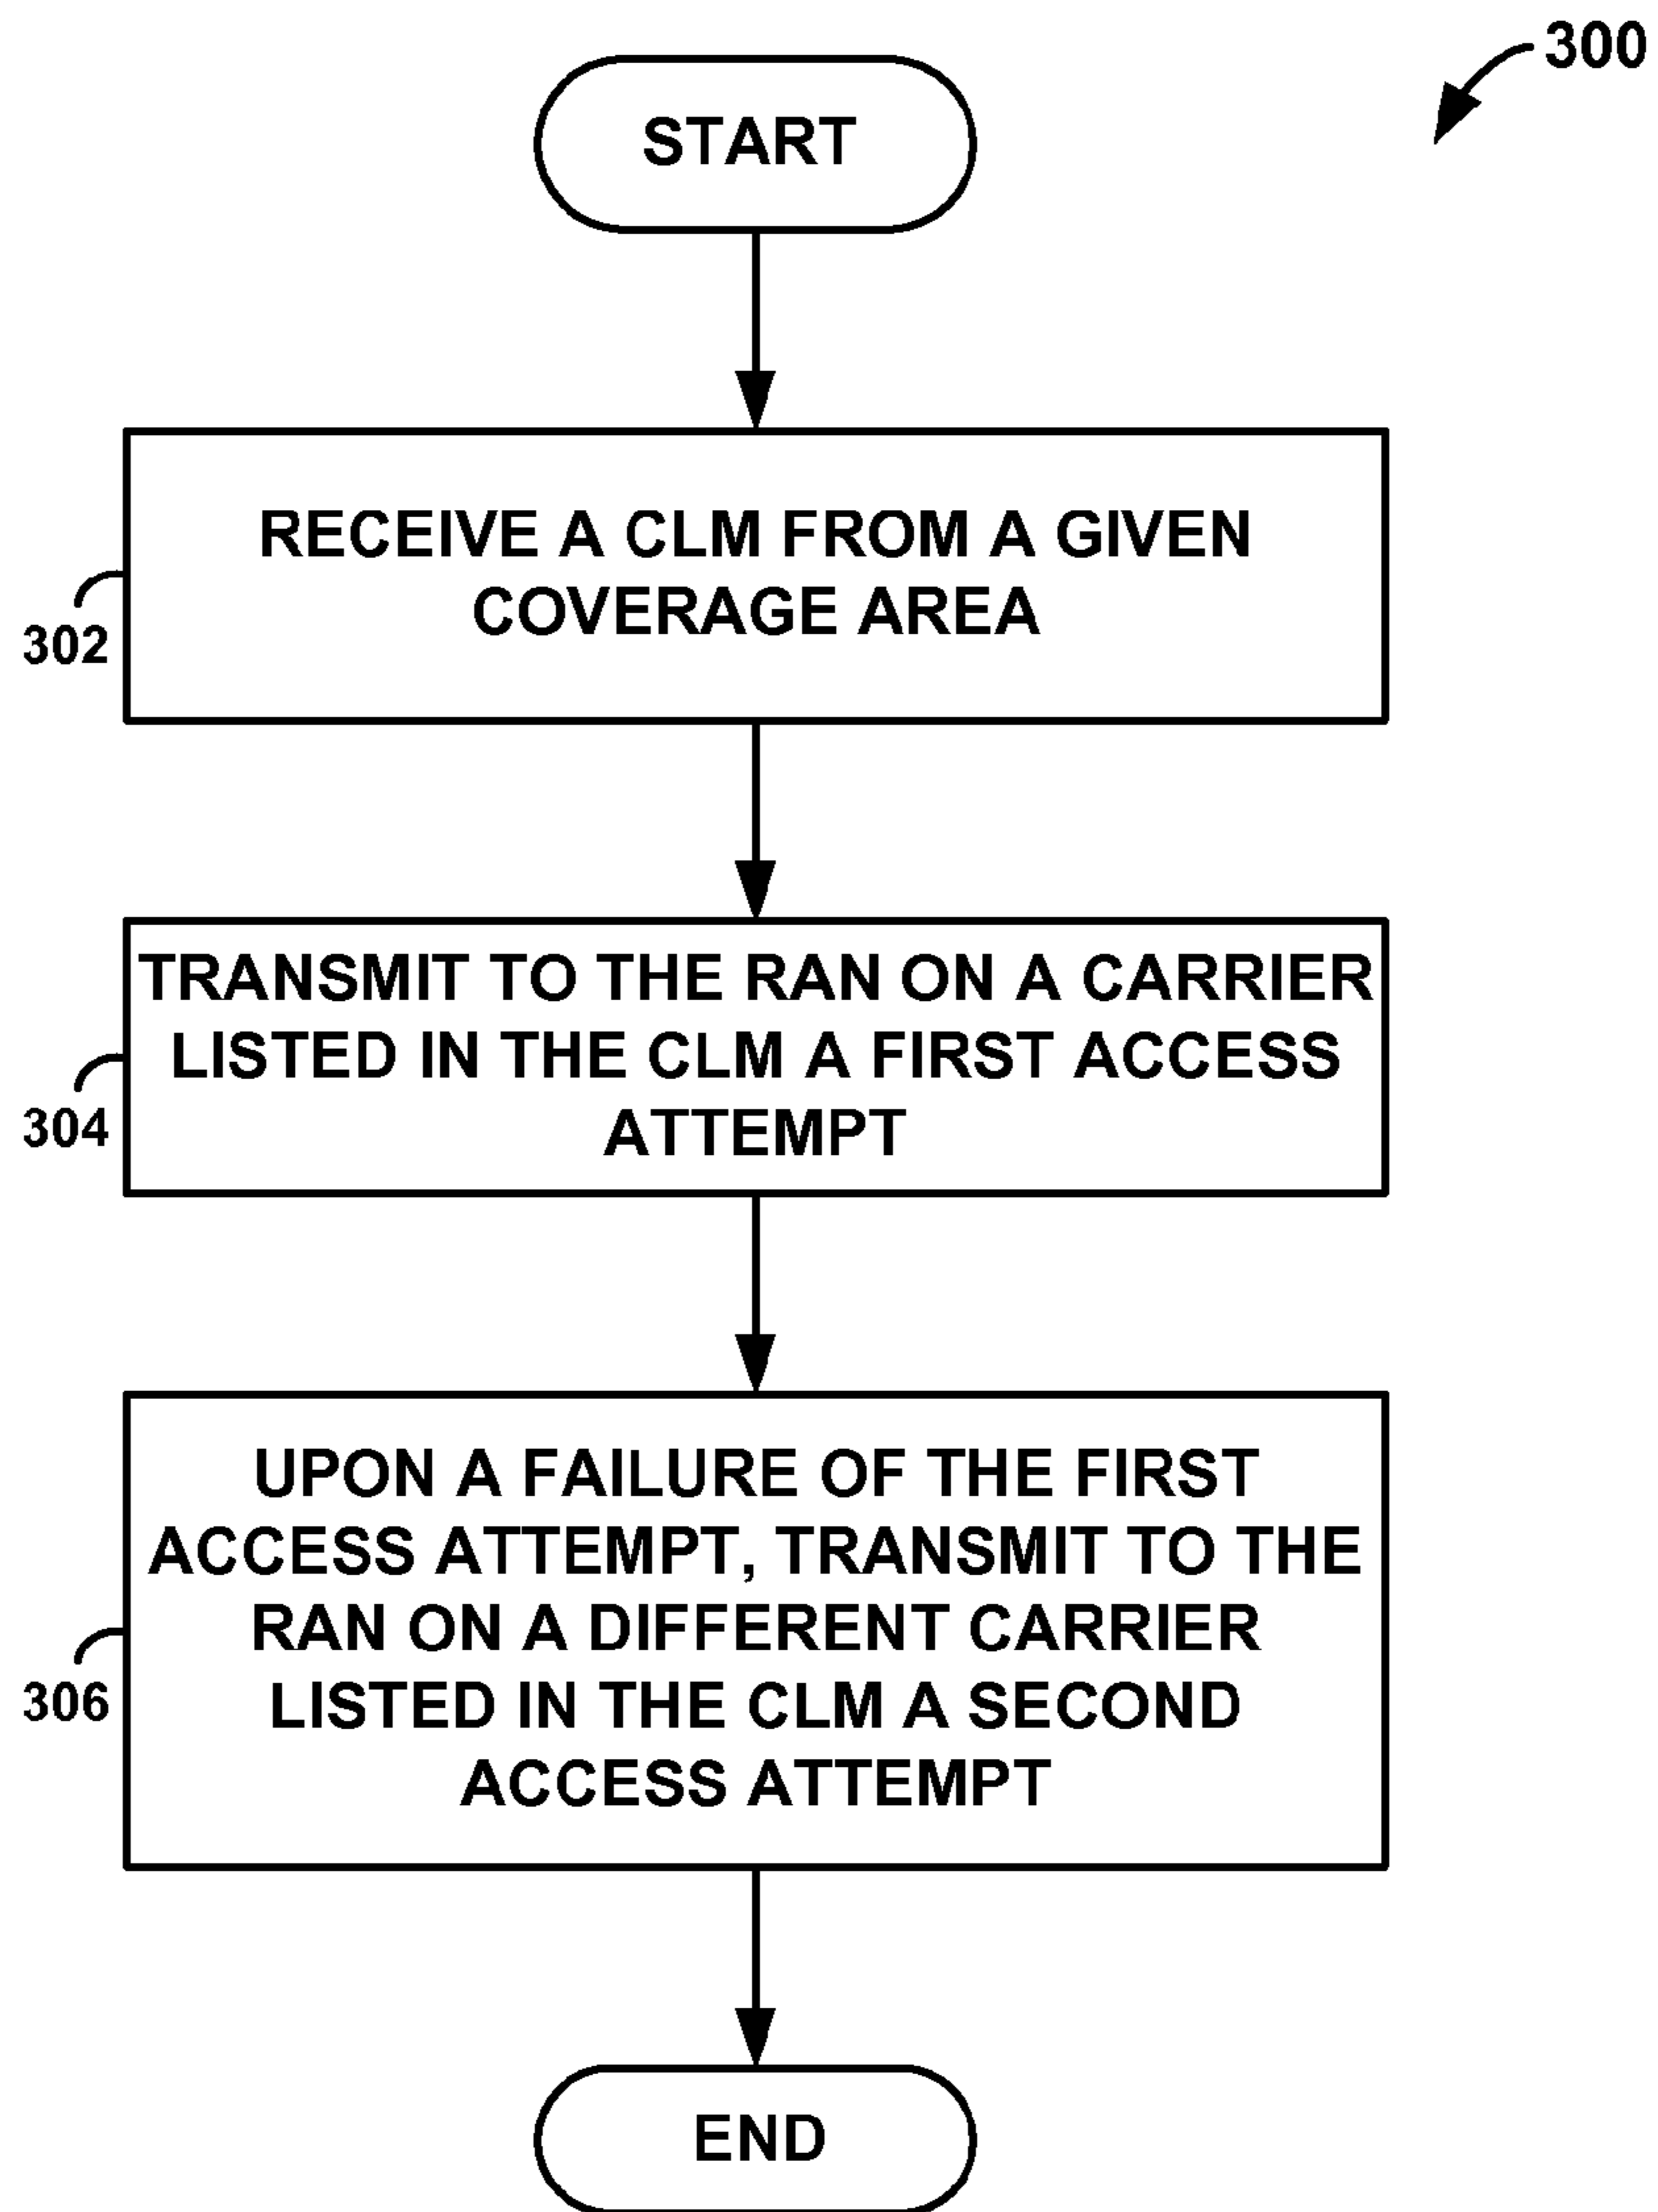 300
START
RECEIVE A CLM FROM A GIVEN
COVERAGE AREA
302
TRANSMIT TO THE RAN ON A CARRIER
LISTED IN THE CLM A FIRST ACCESS
ATTEMPT
304
UPON A FAILURE OF THE FIRST
ACCESS ATTEMPT, TRANSMIT TO THE
RAN ON A DIFFERENT CARRIER
LISTED IN THE CLM A SECOND
ACCESS ATTEMPT
306
END